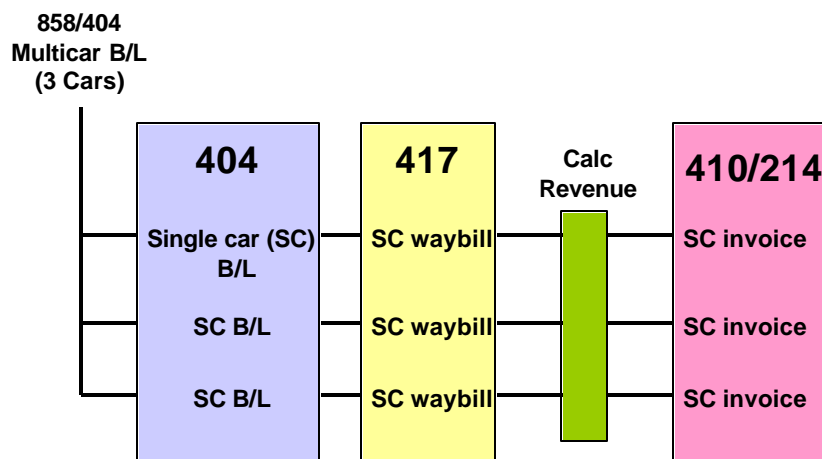 858/404
Multicar B/L
(3 Cars)
404
417
Calc
Revenue
410/214
Single car (SC)
B/L
SC waybill
SC invoice
SC B/L
SC waybill
SC invoice
SC B/L
SC waybill
SC invoice